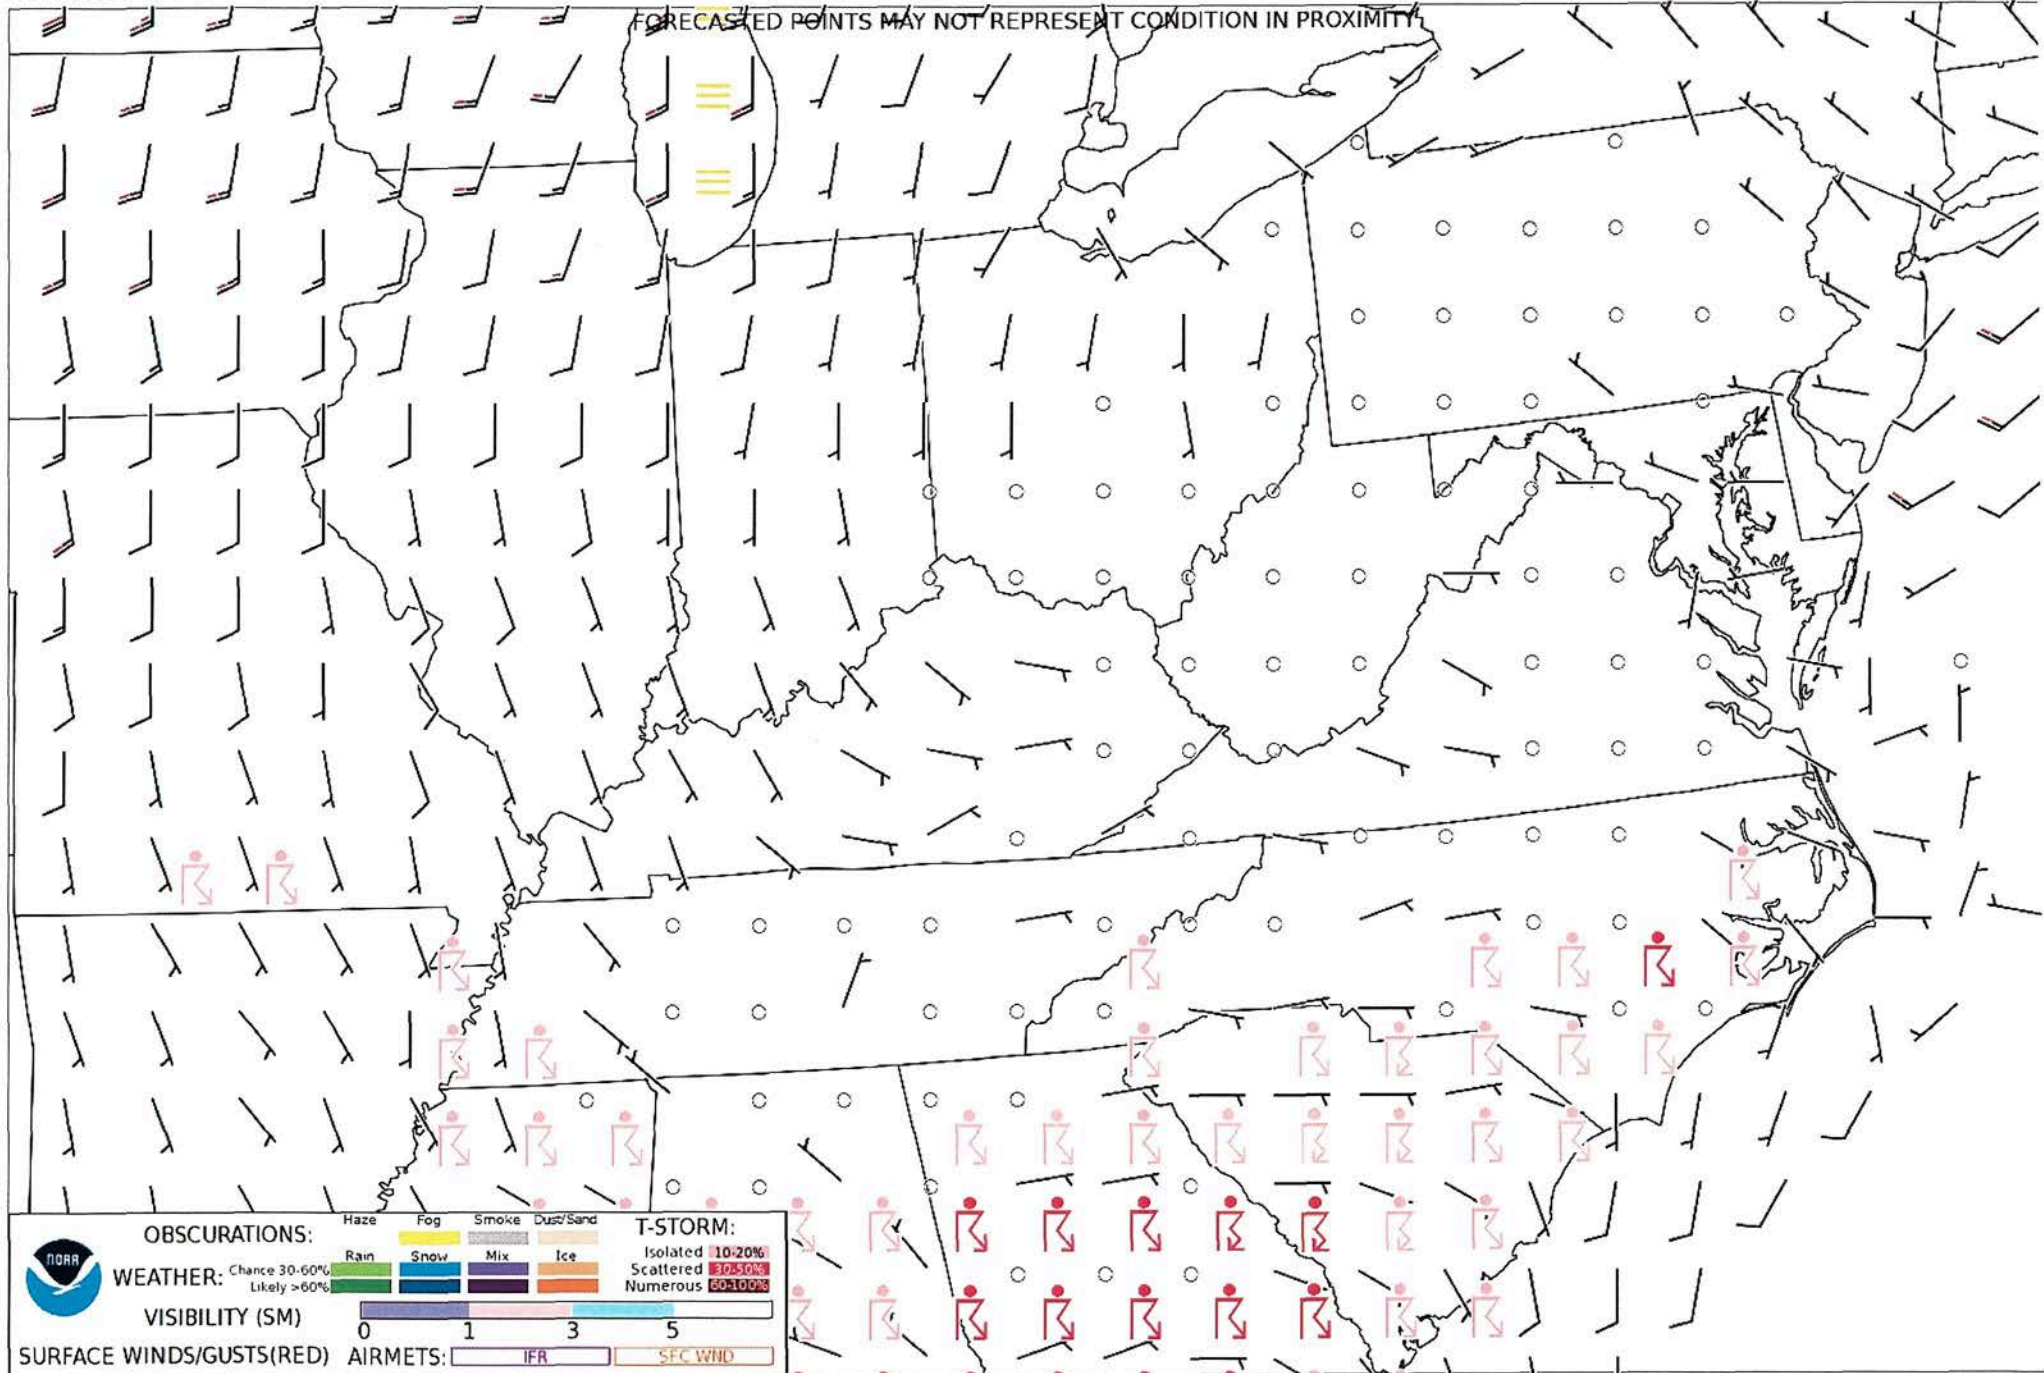 FORECASTED POINTS MAY NOT REPRESENT CONDITION IN PROXIMITY
NOAA
OBSCURATIONS:
Haze Fog Smoke Dust/Sand
WEATHER:
Rain Snow Mix Ice
Chance 30-60%
Likely >60%
T-STORM:
Isolated 10-20%
Scattered 30-50%
Numerous 60-100%
VISIBILITY (SM)
0 1 3 5
SURFACE WINDS/GUSTS(RED) AIRMETS: IFR SFC WND